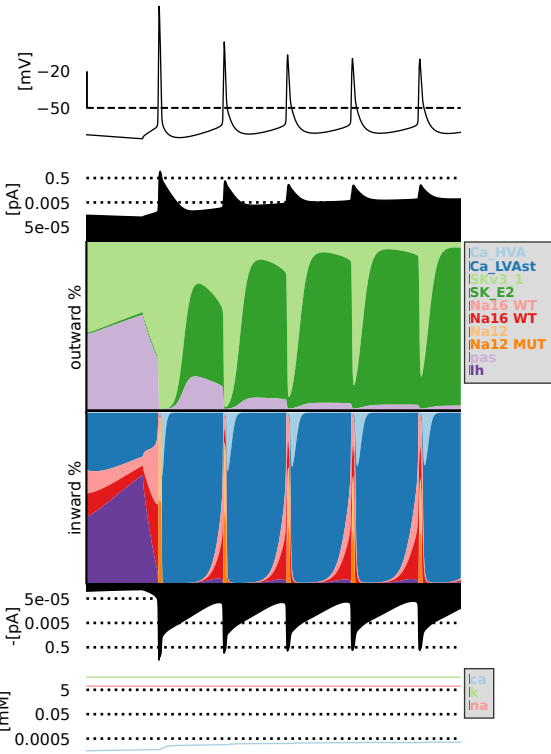 [mV]
−20
−50
[pA]
0.5
0.005
5e-05
outward %
Ca_HVA
Ca_LVAst
SKv3_1
SK_E2
Na16 WT
Na16 WT
Na12
Na12 MUT
pas
Ih
inward %
-[pA]
5e-05
0.005
0.5
[mM]
5
0.05
0.0005
ca
k
na